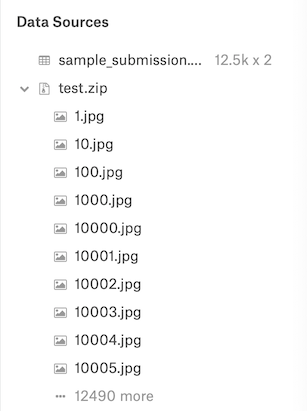 Data Sources
sample_submission.... 12.5k x 2
test.zip
1.jpg
10.jpg
100.jpg
1000.jpg
10000.jpg
10001.jpg
10002.jpg
10003.jpg
10004.jpg
10005.jpg
12490 more